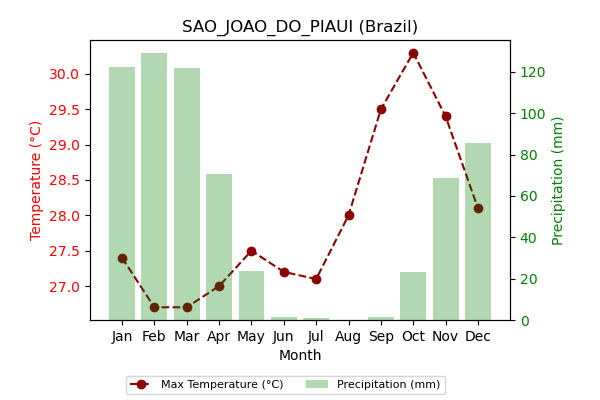 SAO_JOAO_DO_PIAUI (Brazil)
Temperature (°C)
30.0
29.5
29.0
28.5
28.0
27.5
27.0
120
100
80
60
40
20
0
Precipitation (mm)
Jan Feb Mar Apr May Jun Jul Aug Sep Oct Nov Dec
Month
Max Temperature (°C) Precipitation (mm)